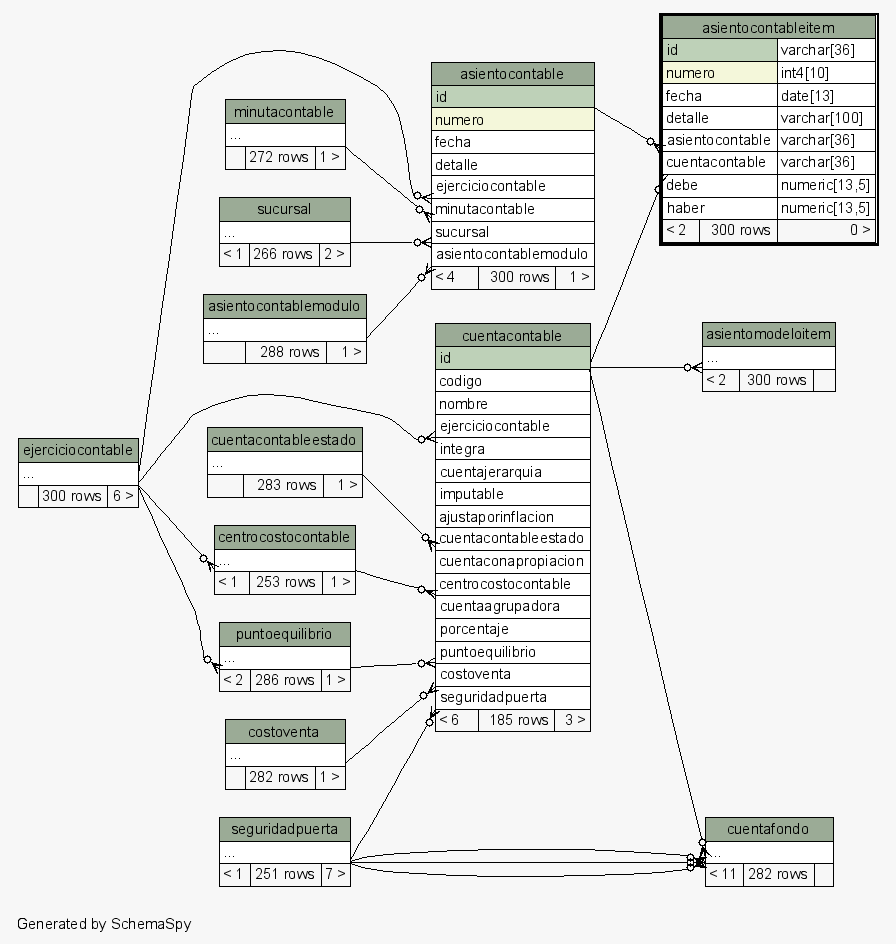 asientocontableitem
id varchar[36]
numero int4[10]
fecha date[13]
detalle varchar[100]
asientocontable varchar[36]
cuentacontable varchar[36]
debe numeric[13,5]
haber numeric[13,5]
< 2 300 rows 0 >
asientocontable
id
numero
fecha
detalle
ejerciciocontable
minutacontable
sucursal
asientocontablemodulo
< 4 300 rows 1 >
minutacontable
...
272 rows 1 >
sucursal
...
< 1 266 rows 2 >
asientocontablemodulo
...
288 rows 1 >
cuentacontable
id
codigo
nombre
ejerciciocontable
integra
cuentajerarquia
imputable
ajustaporinflacion
cuentacontableestado
cuentaconapropiacion
centrocostocontable
cuentaagrupadora
porcentaje
puntoequilibrio
costoventa
seguridadpuerta
< 6 185 rows 3 >
asientomodeloitem
...
< 2 300 rows
ejerciciocontable
...
300 rows 6 >
cuentacontableestado
...
283 rows 1 >
centrocostocontable
...
< 1 253 rows 1 >
puntoequilibrio
...
< 2 286 rows 1 >
costoventa
...
282 rows 1 >
seguridadpuerta
...
< 1 251 rows 7 >
cuentafondo
...
< 11 282 rows
Generated by SchemaSpy